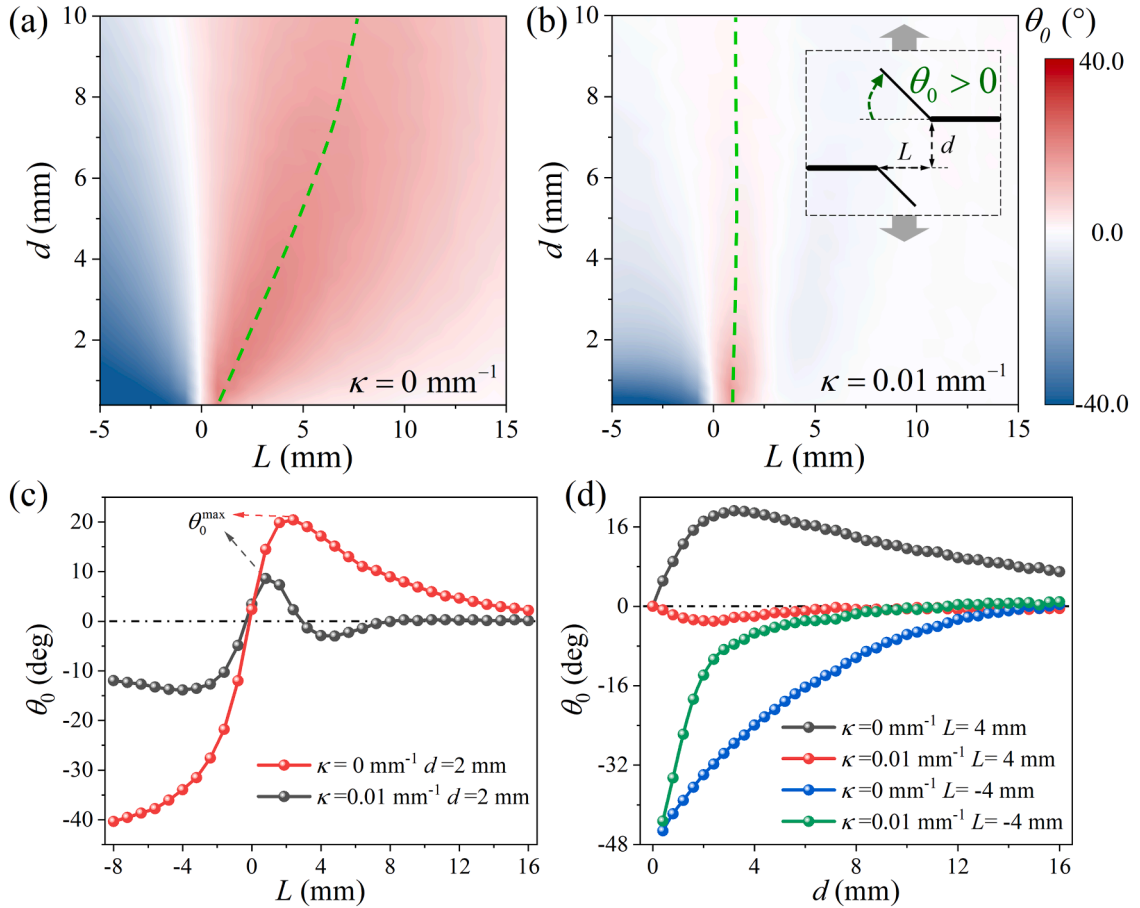 (a)
10
8
6
4
2
d (mm)
κ = 0 mm⁻¹
-5 0 5 10 15
L (mm)
(b)
10
8
6
4
2
d (mm)
θ₀ > 0
L
d
κ = 0.01 mm⁻¹
-5 0 5 10 15
L (mm)
θ₀ (°)
40.0
0.0
-40.0
(c)
20
10
0
-10
-20
-30
-40
θ₀ (deg)
θ₀ᵐᵃˣ
κ = 0 mm⁻¹ d =2 mm
κ=0.01 mm⁻¹ d =2 mm
-8 -4 0 4 8 12 16
L (mm)
(d)
16
0
-16
-32
-48
θ₀ (deg)
κ =0 mm⁻¹ L= 4 mm
κ =0.01 mm⁻¹ L= 4 mm
κ =0 mm⁻¹ L= -4 mm
κ =0.01 mm⁻¹ L= -4 mm
0 4 8 12 16
d (mm)